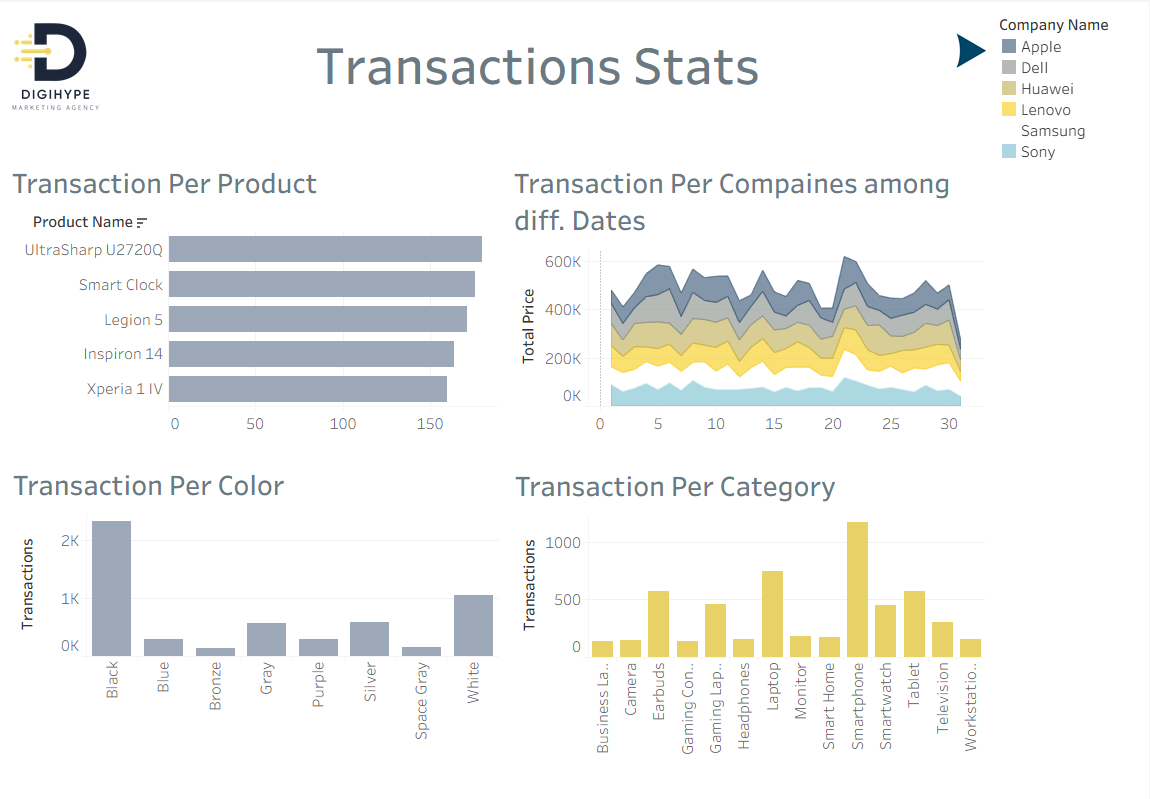 DIGIHYPE
MARKETING AGENCY
Transactions Stats
Company Name
Apple
Dell
Huawei
Lenovo
Samsung
Sony
Transaction Per Product
Product Name
UltraSharp U2720Q
Smart Clock
Legion 5
Inspiron 14
Xperia 1 IV
0 50 100 150
Transaction Per Compaines among
diff. Dates
Total Price
600K
400K
200K
0K
0 5 10 15 20 25 30
Transaction Per Color
Transactions
2K
1K
0K
Black
Blue
Bronze
Gray
Purple
Silver
Space Gray
White
Transaction Per Category
Transactions
1000
500
0
Business La..
Camera
Earbuds
Gaming Con..
Gaming Lap..
Headphones
Laptop
Monitor
Smart Home
Smartphone
Smartwatch
Tablet
Television
Workstatio..